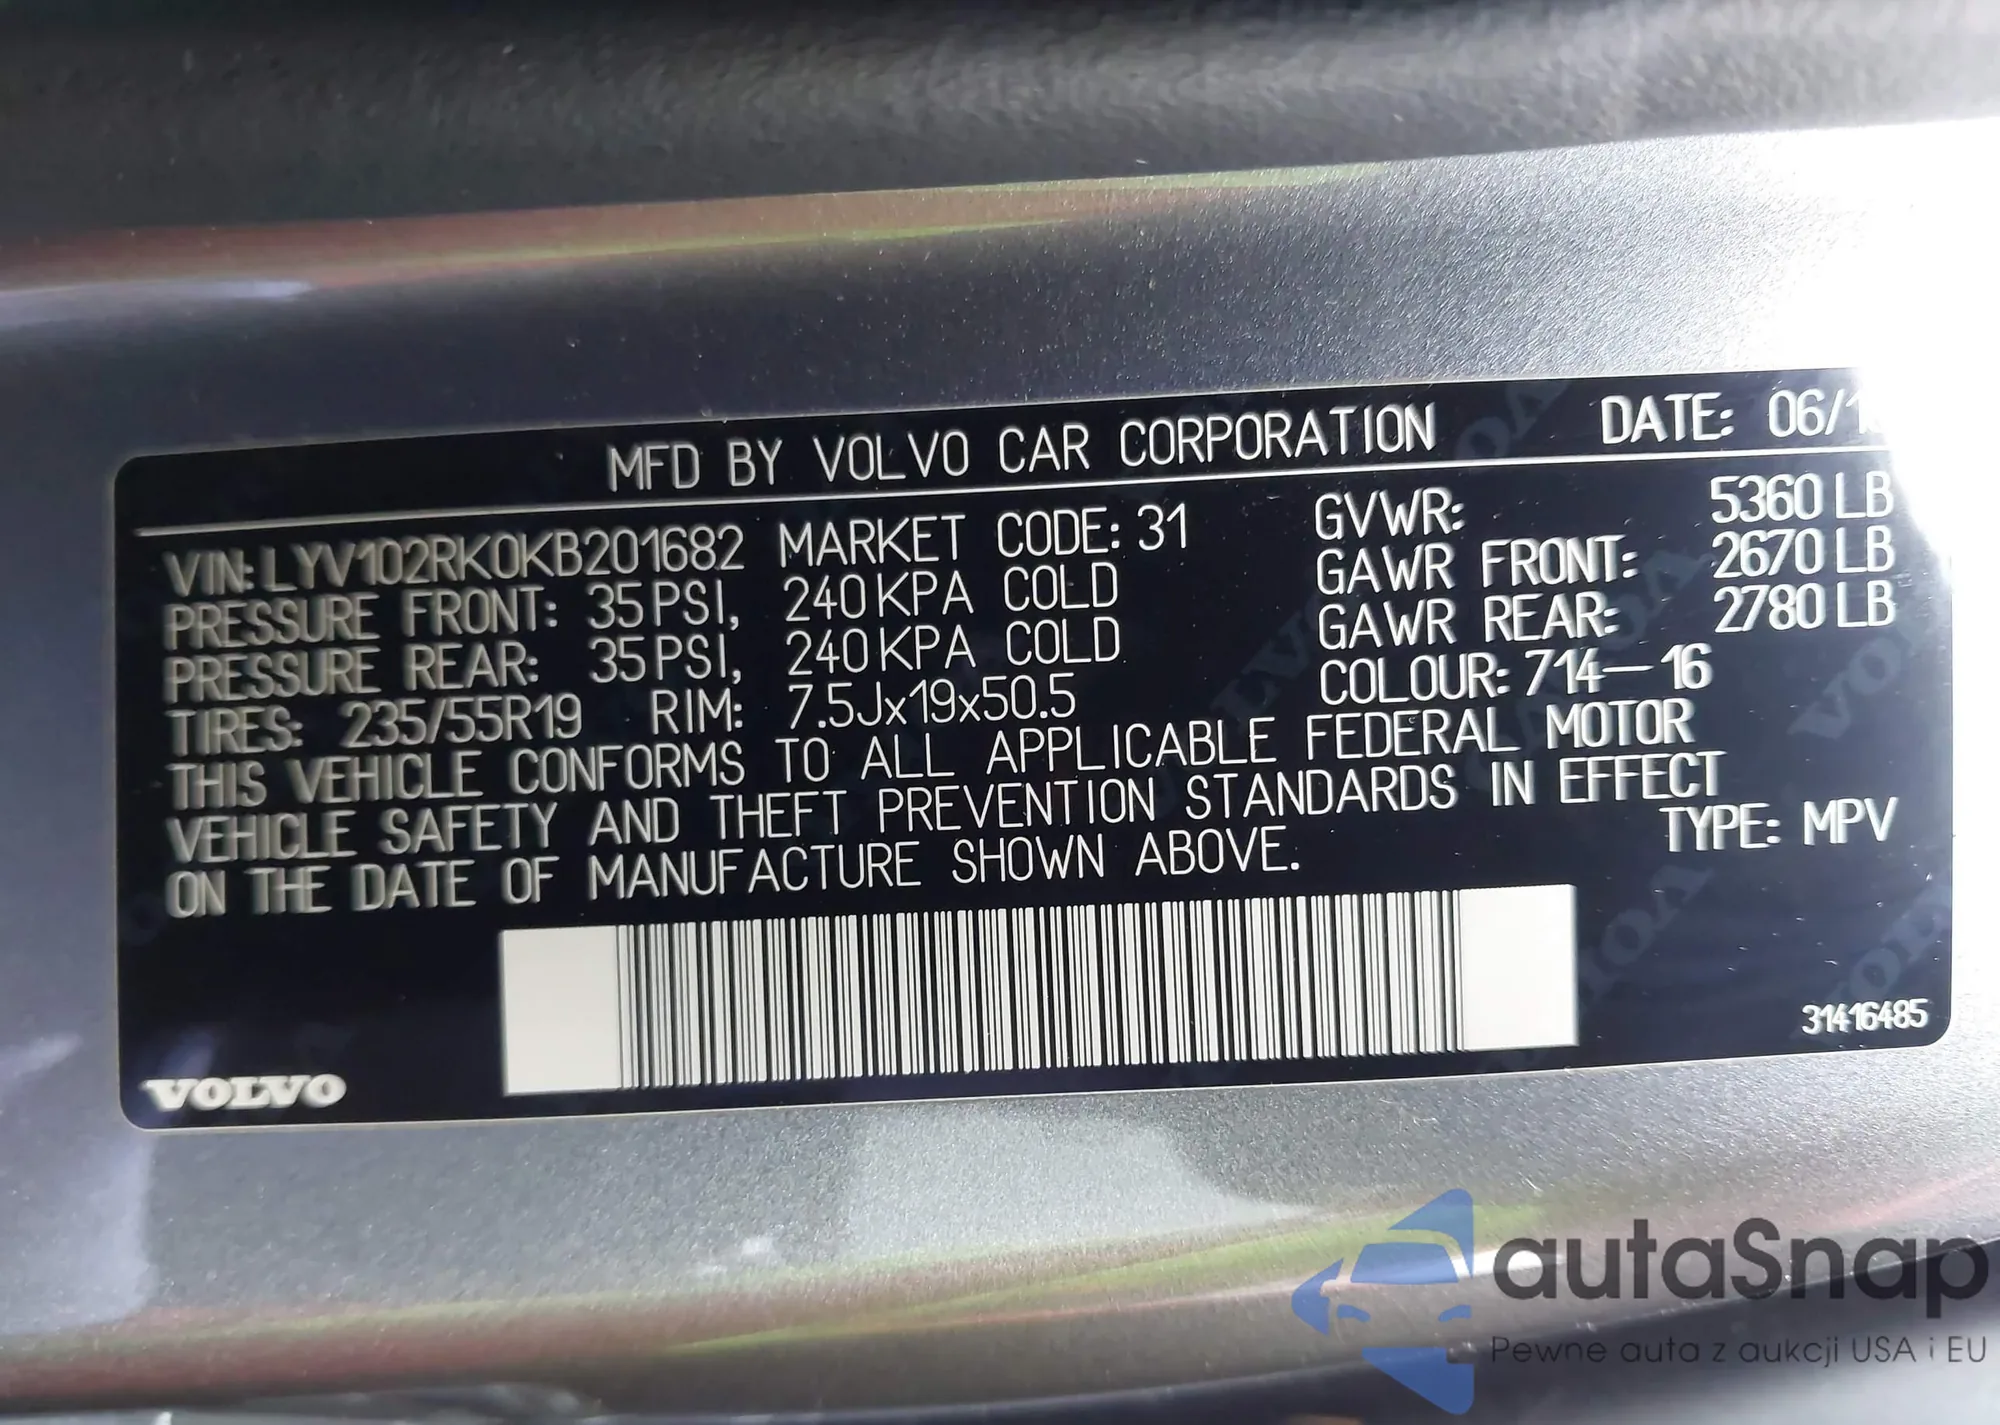 MFD BY VOLVO CAR CORPORATION DATE: 06/1
VIN: LYV102RK0KB201682 MARKET CODE: 31 GVWR: 5360 LB
PRESSURE FRONT: 35 PSI, 240 KPA COLD GAWR FRONT: 2670 LB
PRESSURE REAR: 35 PSI, 240 KPA COLD GAWR REAR: 2780 LB
TIRES: 235/55R19 RIM: 7.5Jx19x50.5 COLOUR: 714-16
THIS VEHICLE CONFORMS TO ALL APPLICABLE FEDERAL MOTOR
VEHICLE SAFETY AND THEFT PREVENTION STANDARDS IN EFFECT
ON THE DATE OF MANUFACTURE SHOWN ABOVE. TYPE: MPV
31416485
VOLVO
autaSnap
Pewne auta z aukcji USA i EU